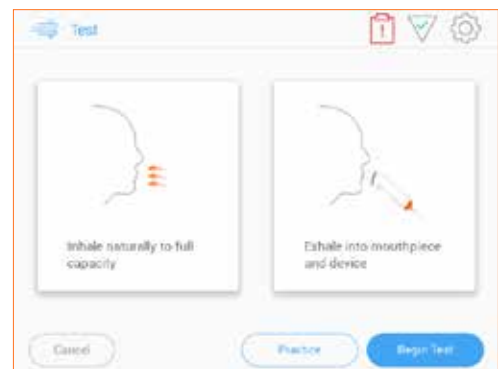 Test
Inhale naturally to full
capacity
Exhale into mouthpiece
and device
Cancel
Practice
Begin Test